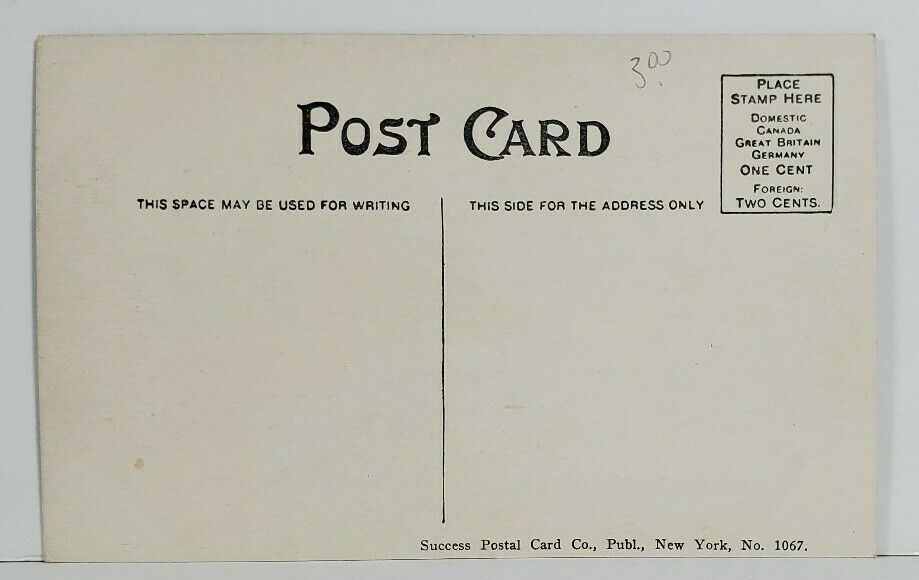 3.00
POST CARD
PLACE
STAMP HERE
DOMESTIC
CANADA
GREAT BRITAIN
GERMANY
ONE CENT
FOREIGN:
TWO CENTS.
THIS SPACE MAY BE USED FOR WRITING
THIS SIDE FOR THE ADDRESS ONLY
Success Postal Card Co., Publ., New York, No. 1067.